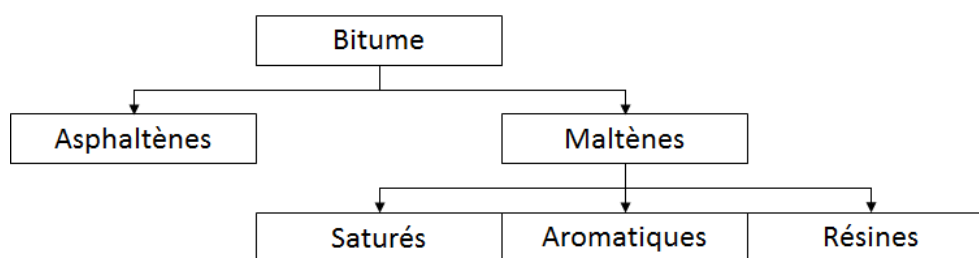 Bitume
Asphaltènes
Maltènes
Saturés
Aromatiques
Résines